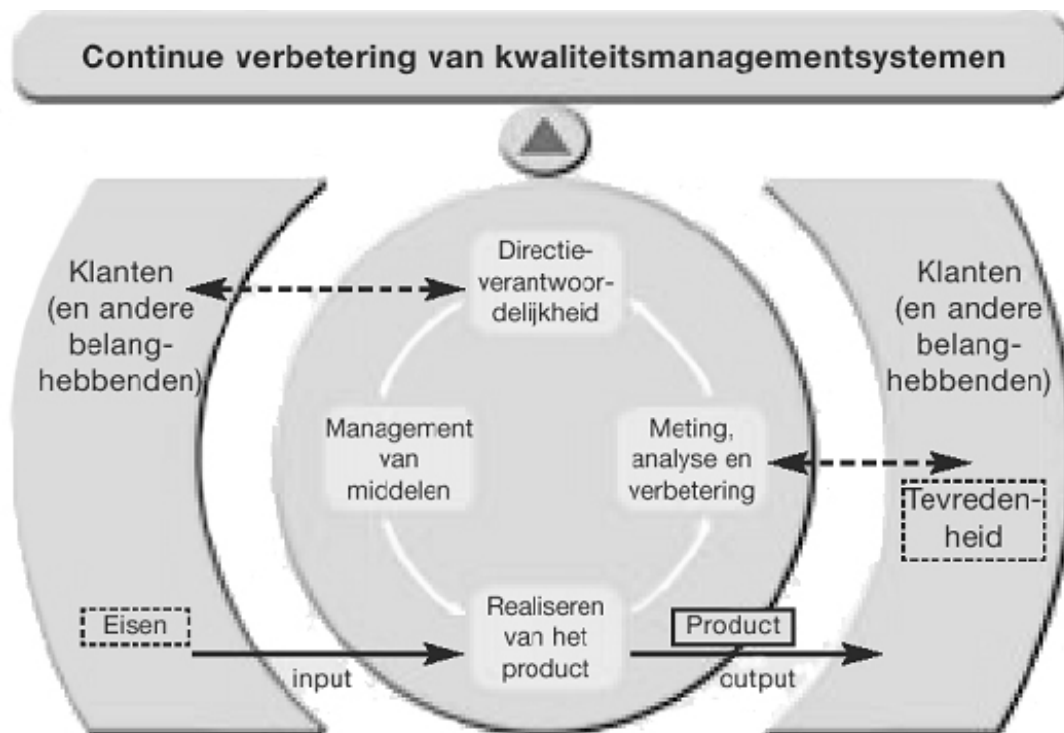 Continue verbetering van kwaliteitsmanagementsystemen
Klanten
(en andere
belang-
hebbenden)
Directie-
verantwoor-
delijkheid
Klanten
(en andere
belang-
hebbenden)
Management
van
middelen
Meting,
analyse en
verbetering
Tevreden-
heid
Eisen
input
Realiseren
van het
product
Product
output